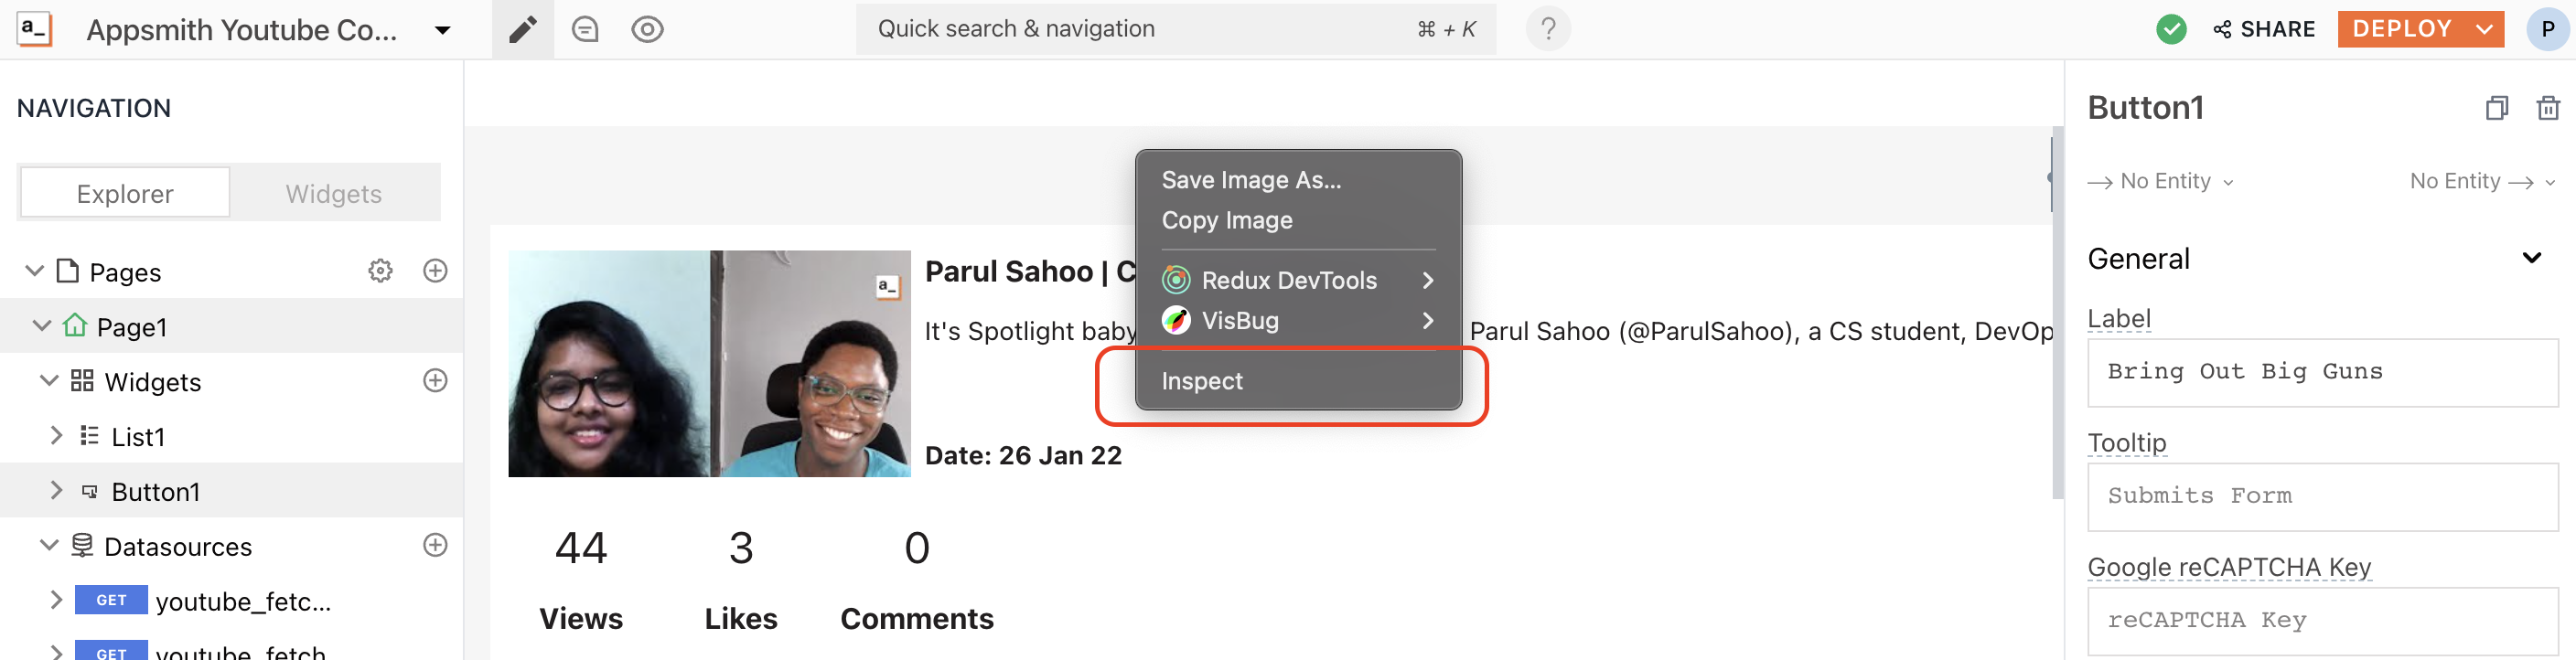 a_ Appsmith Youtube Co... Quick search & navigation ⌘ + K ? SHARE DEPLOY P
NAVIGATION
Explorer Widgets
Pages
Page1
Widgets
List1
Button1
Datasources
GET youtube_fetc...
GET youtube_fetch
Save Image As...
Copy Image
Redux DevTools
VisBug
Inspect
a_
Parul Sahoo | C
It's Spotlight baby Parul Sahoo (@ParulSahoo), a CS student, DevOp
Date: 26 Jan 22
44 3 0
Views Likes Comments
Button1
No Entity No Entity
General
Label
Bring Out Big Guns
Tooltip
Submits Form
Google reCAPTCHA Key
reCAPTCHA Key